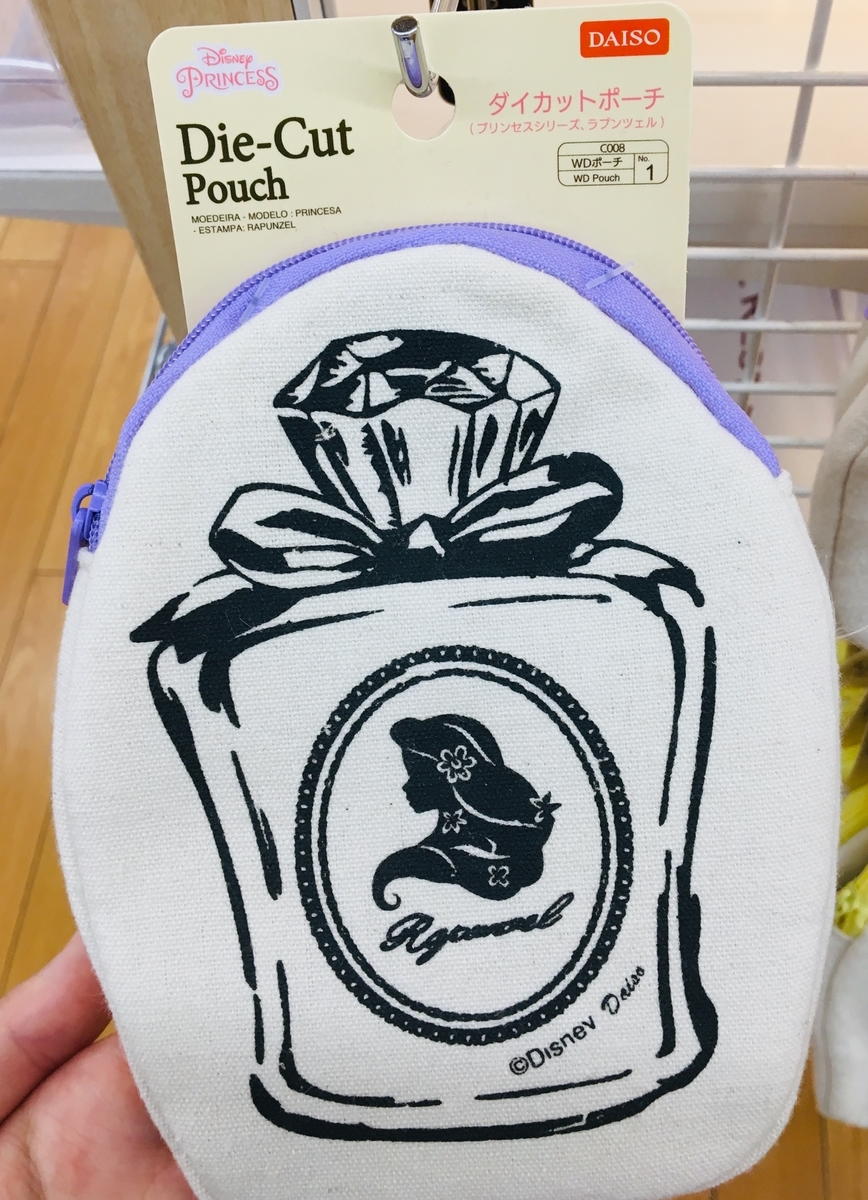 Disney
PRINCESS
DAISO
Die-Cut
Pouch
MOEDEIRA - MODELO : PRINCESA
- ESTAMPA: RAPUNZEL
ダイカットポーチ
(プリンセスシリーズ、ラプンツェル)
C008
WDポーチ
WD Pouch
No.
1
Rapunzel
©Disney Daiso